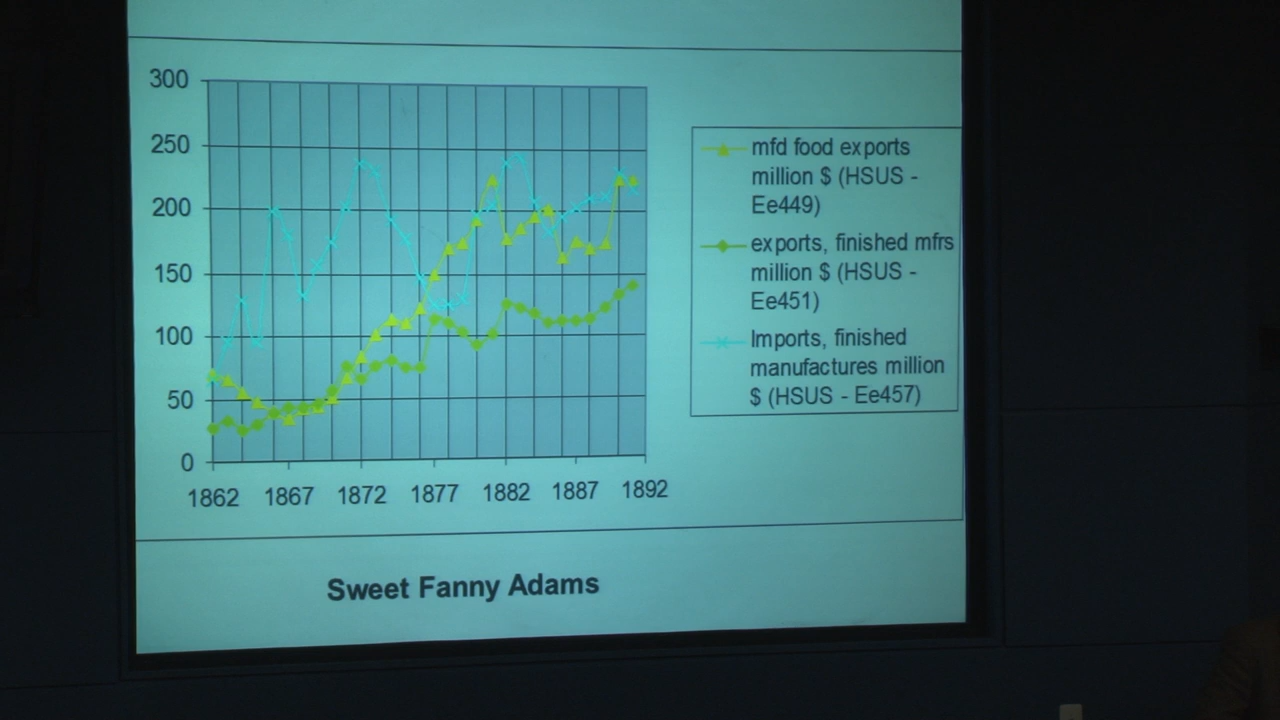 300
250
200
150
100
50
0
1862 1867 1872 1877 1882 1887 1892
mfd food exports
million $ (HSUS -
Ee449)
exports, finished mfrs
million $ (HSUS -
Ee451)
Imports, finished
manufactures million
$ (HSUS - Ee457)
Sweet Fanny Adams